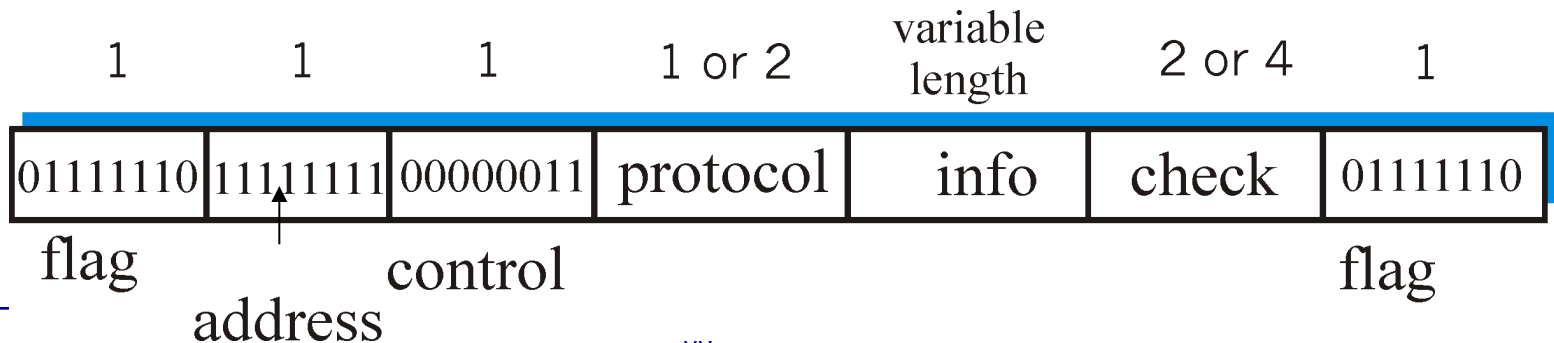 1 1 1 1 or 2 variable length 2 or 4 1
01111110 11111111 00000011 protocol info check 01111110
flag address control flag